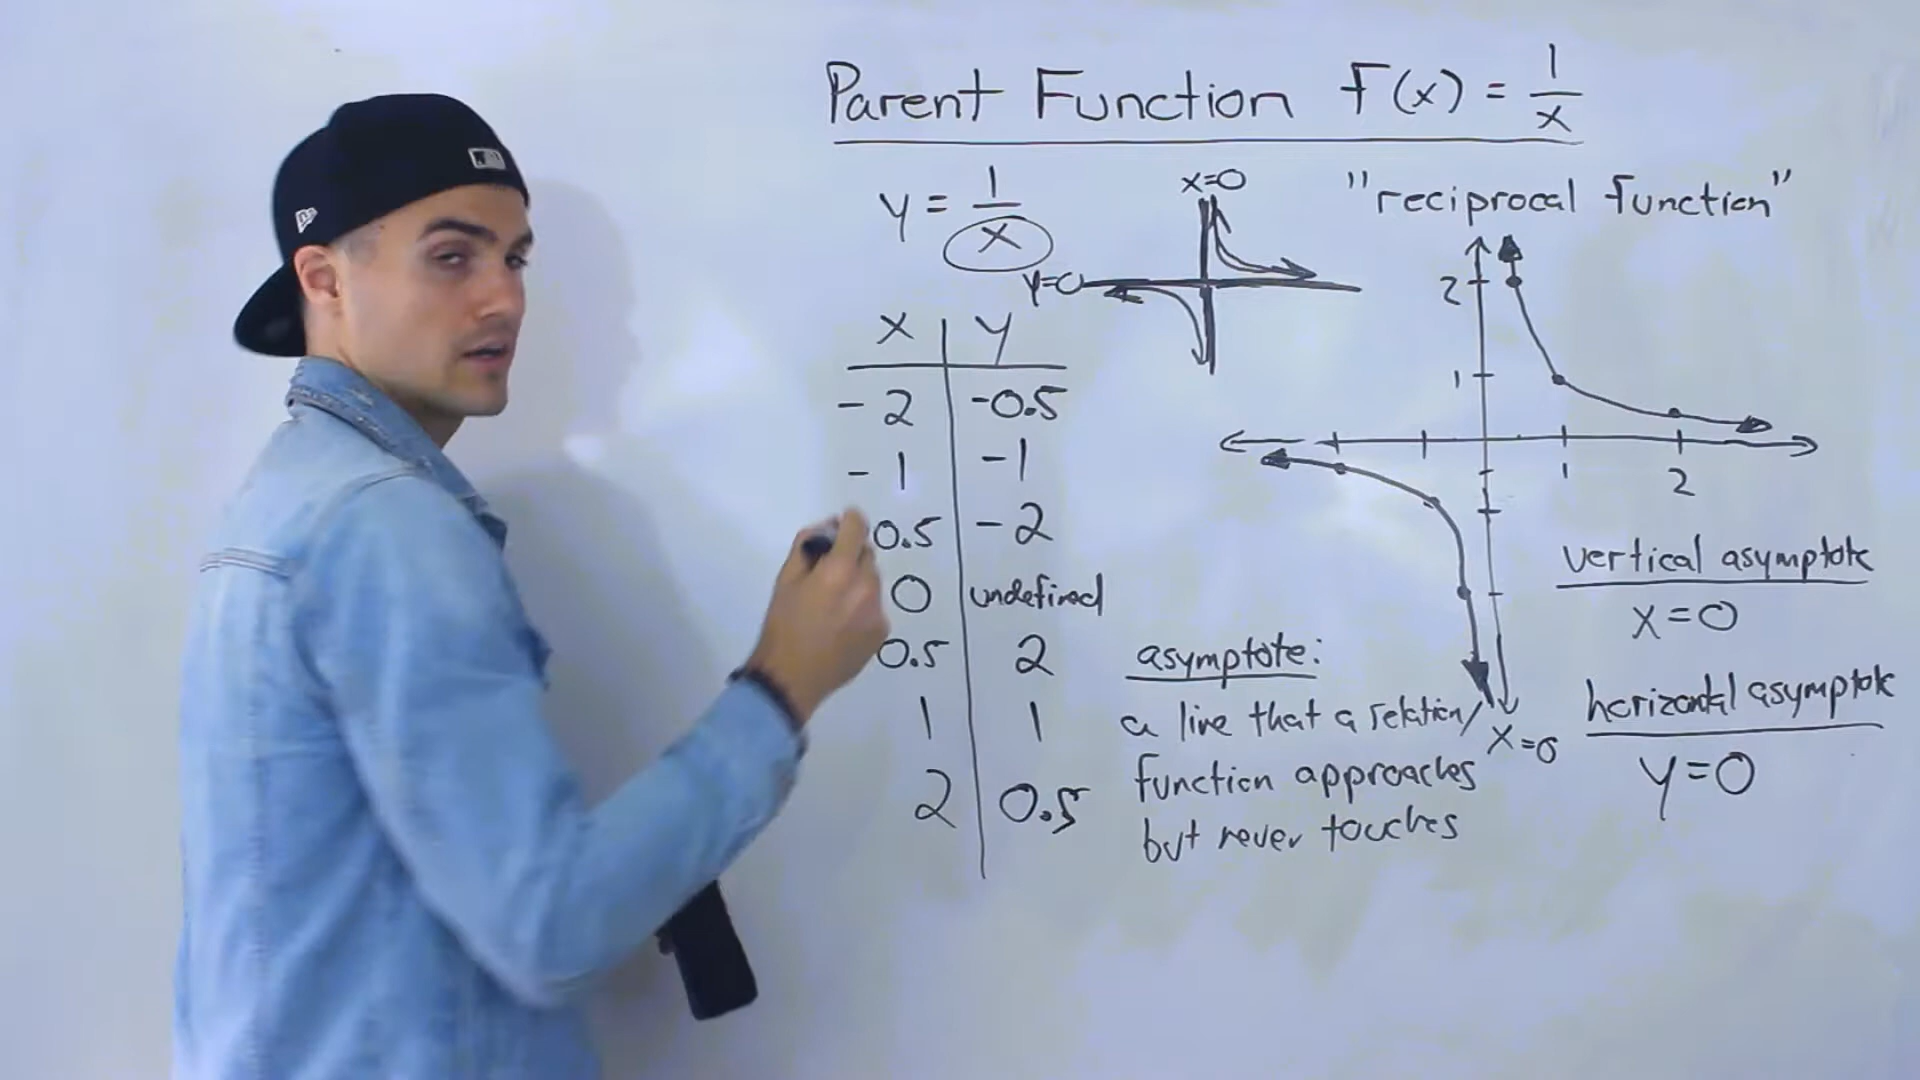 Parent Function F(x) = 1/x
y = 1/x
x=0
"reciprocal function"
y=0
x y
-2 -0.5
-1 -1
0.5 -2
0 undefined
0.5 2
1 1
2 0.5
2
1
1 2
x=0
vertical asymptote
x=0
horizontal asymptote
y=0
asymptote:
a line that a relation/
function approaches
but never touches